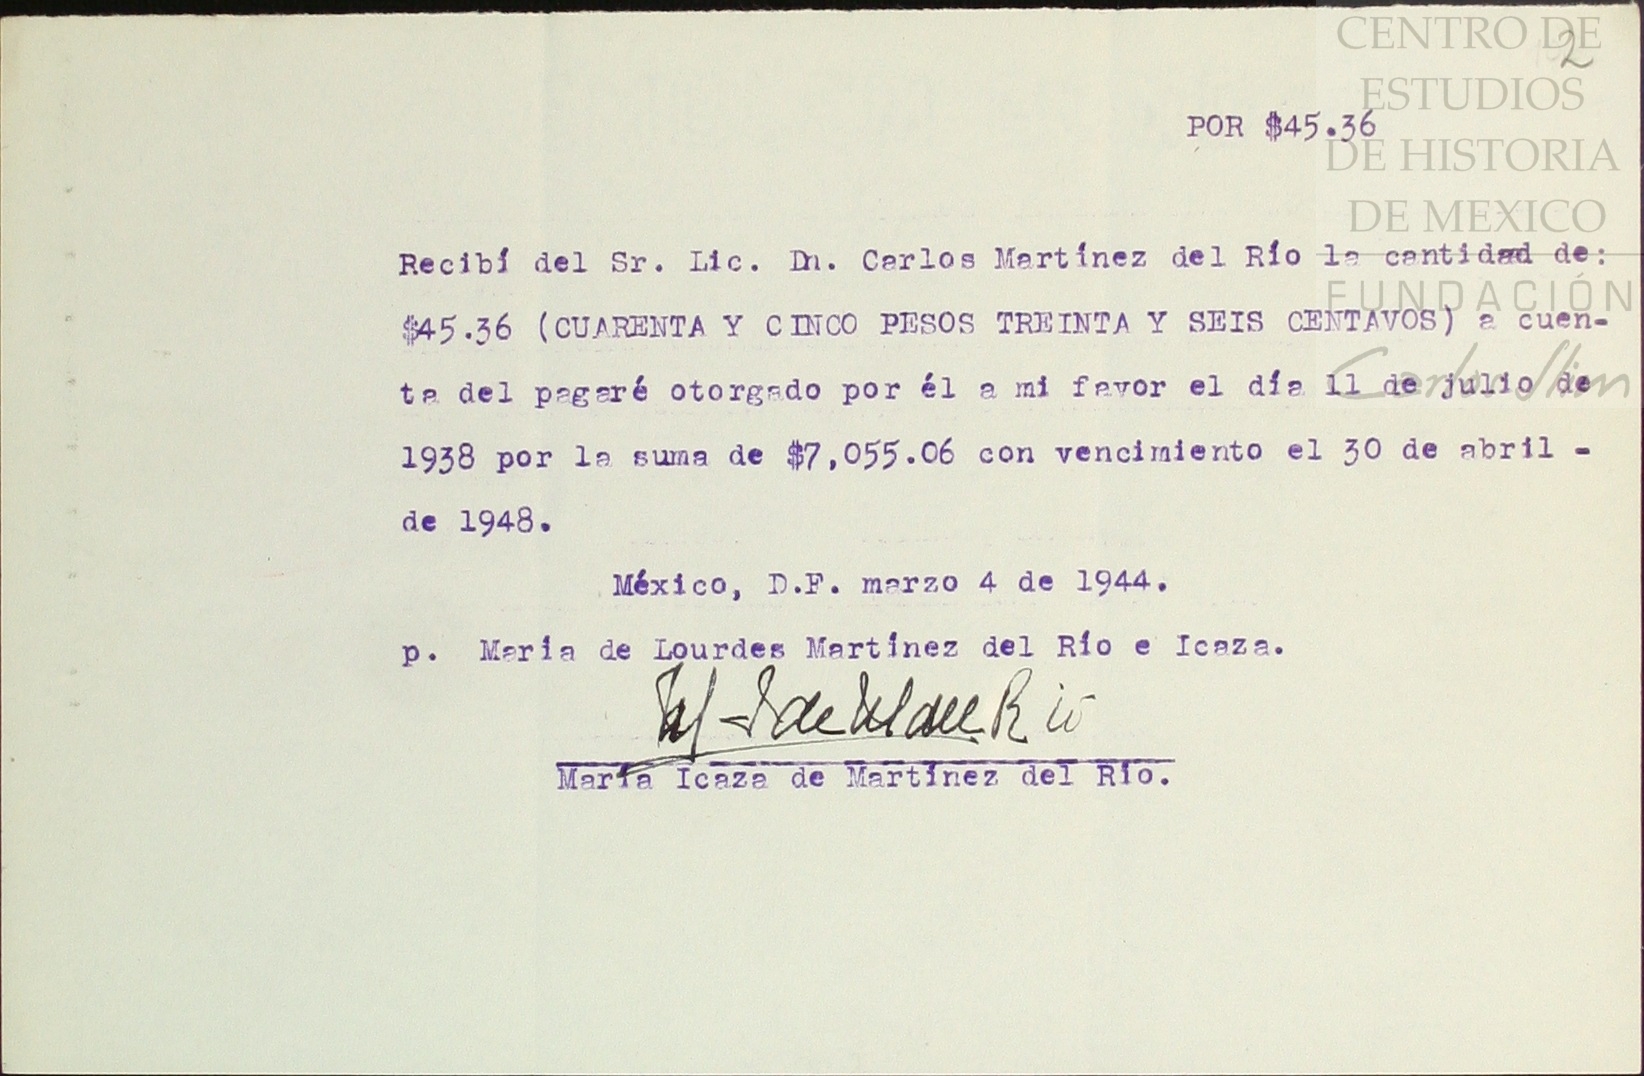 CENTRO DE
2
ESTUDIOS
POR $45.36
DE HISTORIA
DE MEXICO
Recibí del Sr. Lic. Dn. Carlos Martínez del Río la cantidad de:
FUNDACIÓN
$45.36 (CUARENTA Y CINCO PESOS TREINTA Y SEIS CENTAVOS) a cuen-
Carlos Slim
ta del pagaré otorgado por él a mi favor el día 11 de julio de
1938 por la suma de $7,055.06 con vencimiento el 30 de abril -
de 1948.
México, D.F. marzo 4 de 1944.
p. María de Lourdes Martínez del Río e Icaza.
María Icaza de Martínez del Río.